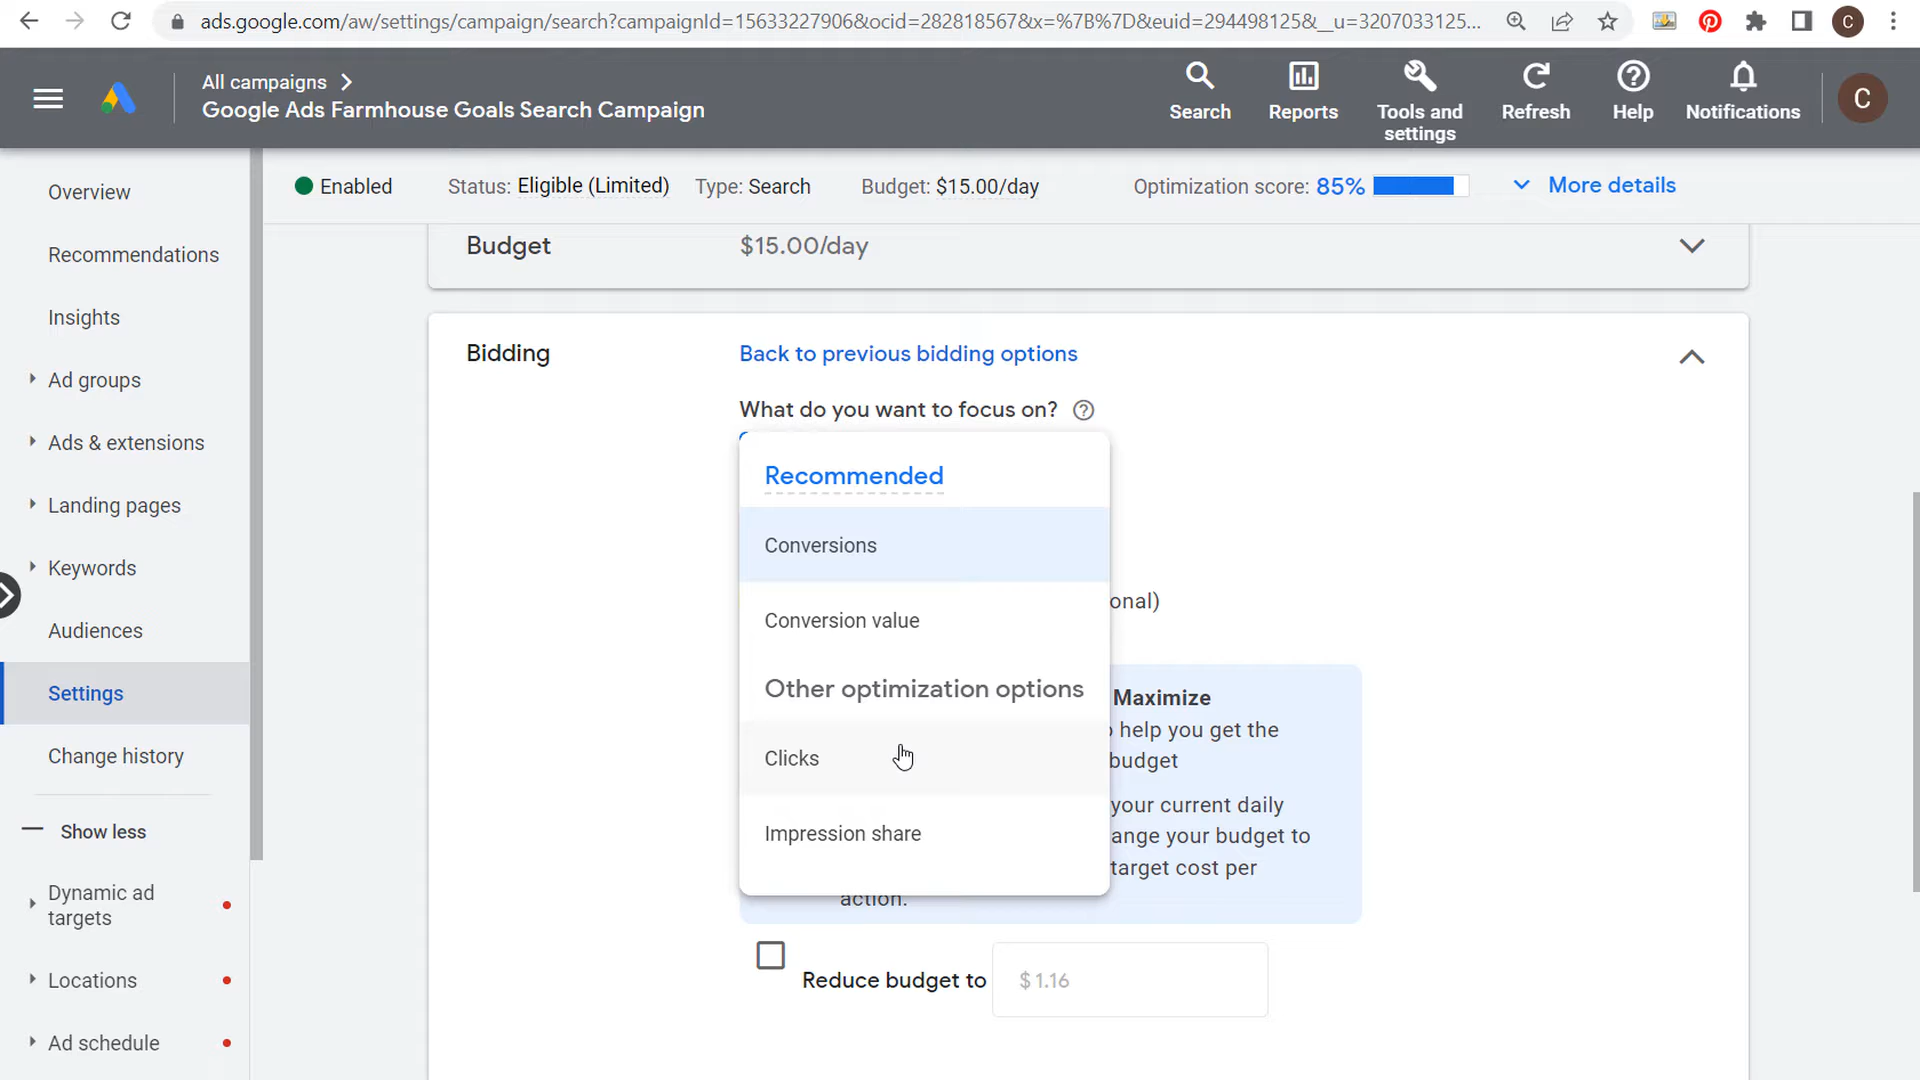 ads.google.com/aw/settings/campaign/search?campaignId=15633227906&ocid=282818567&x=%7B%7D&euid=294498125&__u=3207033125...
C
All campaigns
Google Ads Farmhouse Goals Search Campaign
Search
Reports
Tools and
settings
Refresh
Help
Notifications
C
Overview
Recommendations
Insights
Ad groups
Ads & extensions
Landing pages
Keywords
Audiences
Settings
Change history
Show less
Dynamic ad
targets
Locations
Ad schedule
Enabled
Status: Eligible (Limited)
Type: Search
Budget: $15.00/day
Optimization score: 85%
More details
Budget
$15.00/day
Bidding
Back to previous bidding options
What do you want to focus on?
Recommended
Conversions
Conversion value
Other optimization options
Clicks
Impression share
onal)
Maximize
help you get the
budget
your current daily
ange your budget to
target cost per
action.
Reduce budget to
$ 1.16